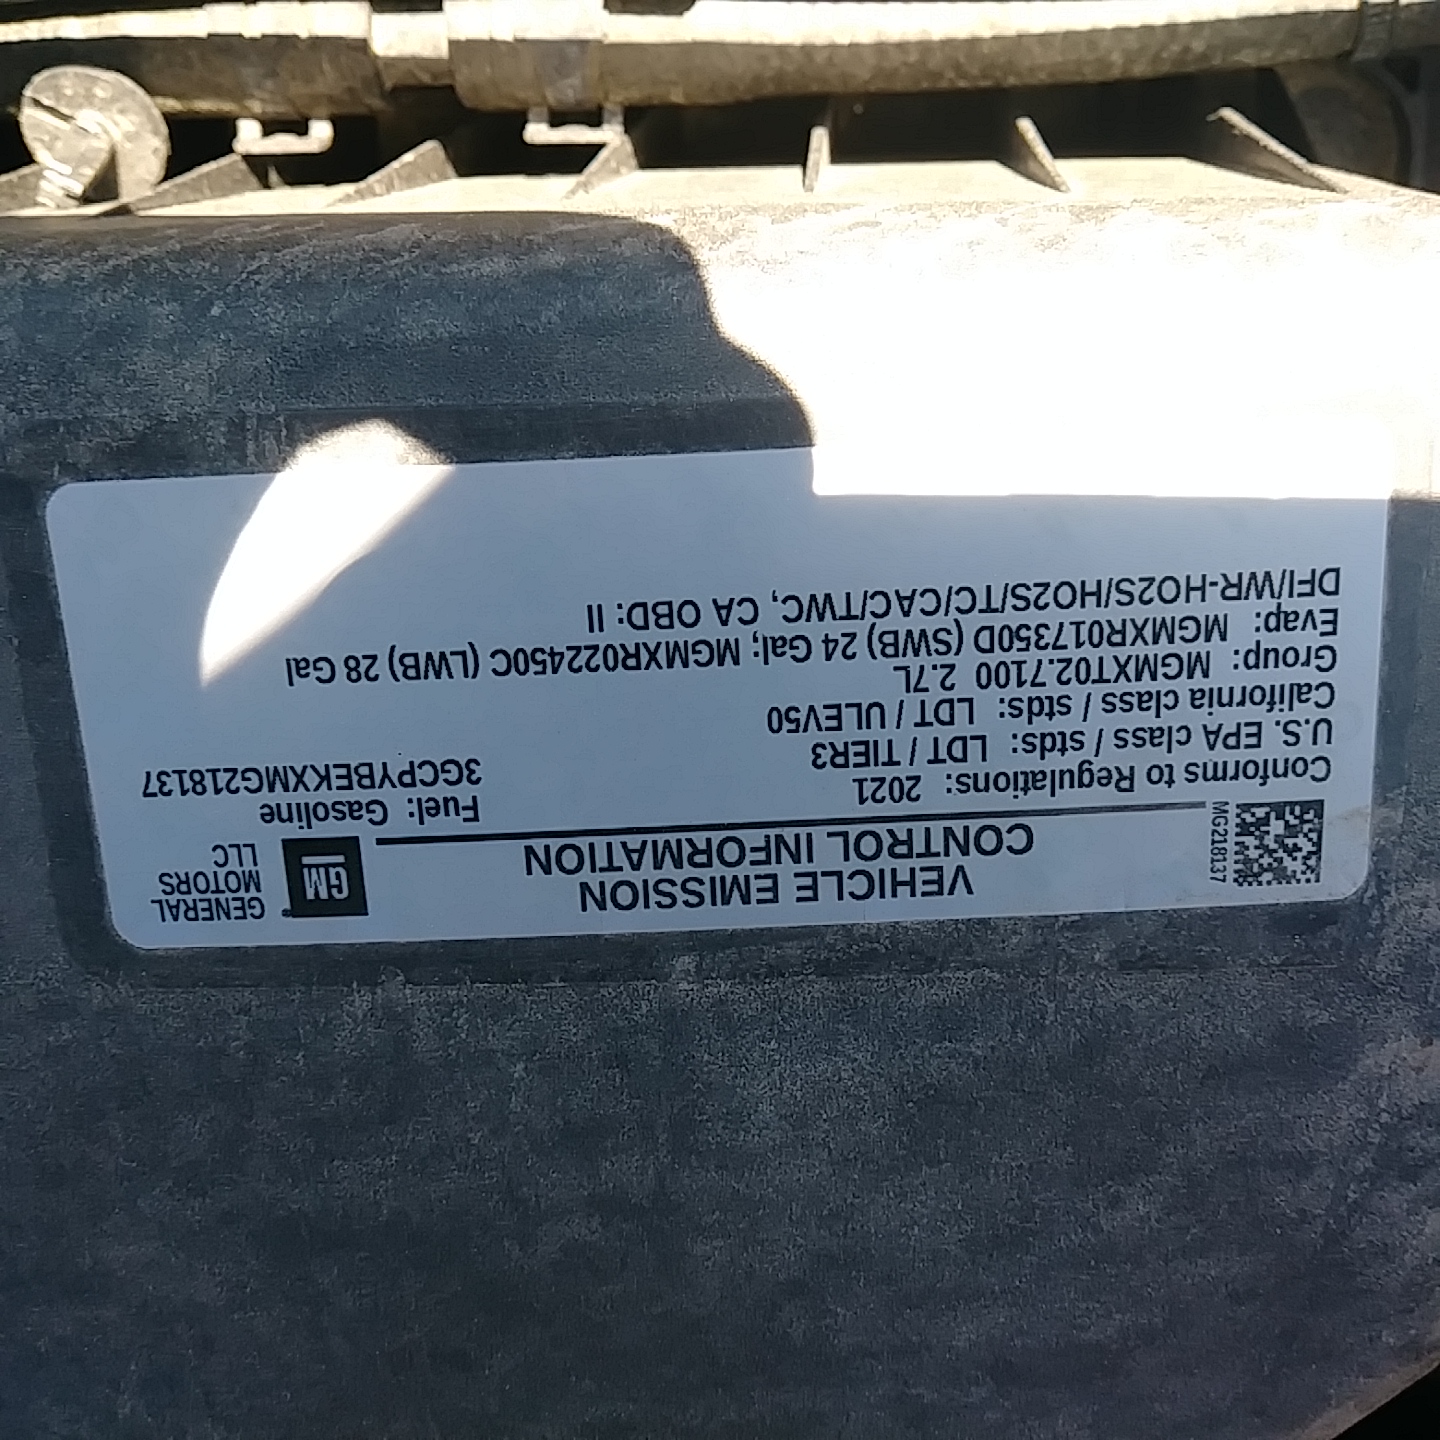 MG218137
VEHICLE EMISSION
CONTROL INFORMATION
GM
GENERAL
MOTORS
LLC
Conforms to Regulations: 2021
U.S. EPA class / stds: LDT / TIER3
California class / stds: LDT / ULEV50
Group: MGMXT02.7100 2.7L
Evap: MGMXR017350D (SWB) 24 Gal; MGMXR022450C (LWB) 28 Gal
DFI/WR-HO2S/HO2S/TC/CAC/TWC, CA OBD: II
Fuel: Gasoline
3GCPYBEKXMG218137